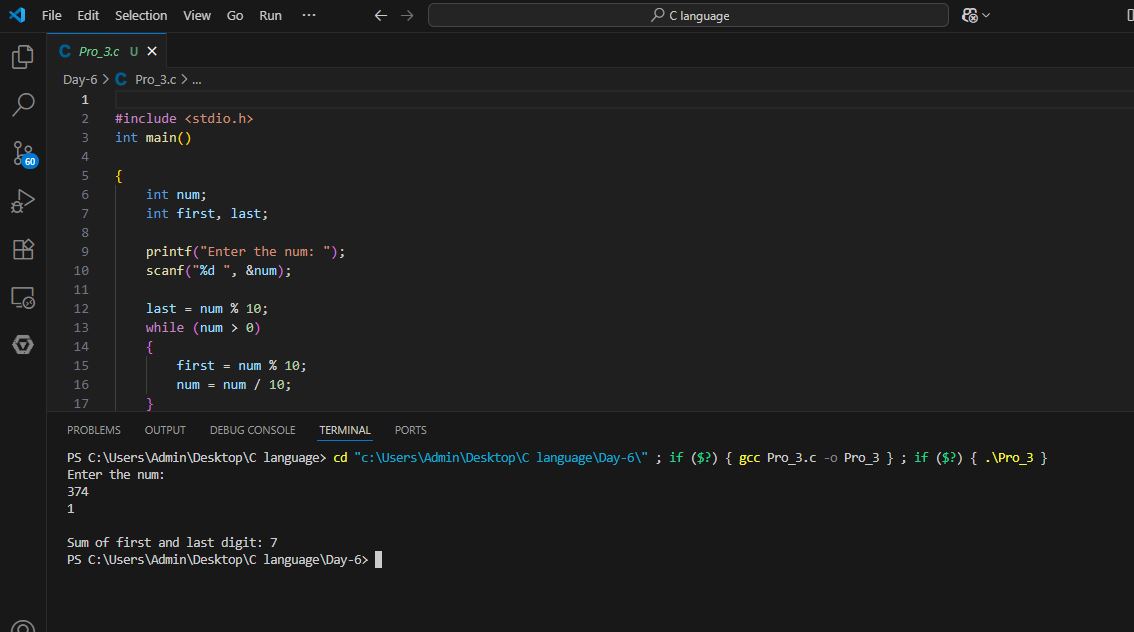 File Edit Selection View Go Run ...
C language
C Pro_3.c U
Day-6 > C Pro_3.c > ...
1
2 #include <stdio.h>
3 int main()
4
5 {
6 int num;
7 int first, last;
8
9 printf("Enter the num: ");
10 scanf("%d ", &num);
11
12 last = num % 10;
13 while (num > 0)
14 {
15 first = num % 10;
16 num = num / 10;
17 }
60
PROBLEMS OUTPUT DEBUG CONSOLE TERMINAL PORTS
PS C:\Users\Admin\Desktop\C language> cd "c:\Users\Admin\Desktop\C language\Day-6\" ; if ($?) { gcc Pro_3.c -o Pro_3 } ; if ($?) { .\Pro_3 }
Enter the num:
374
1
Sum of first and last digit: 7
PS C:\Users\Admin\Desktop\C language\Day-6>